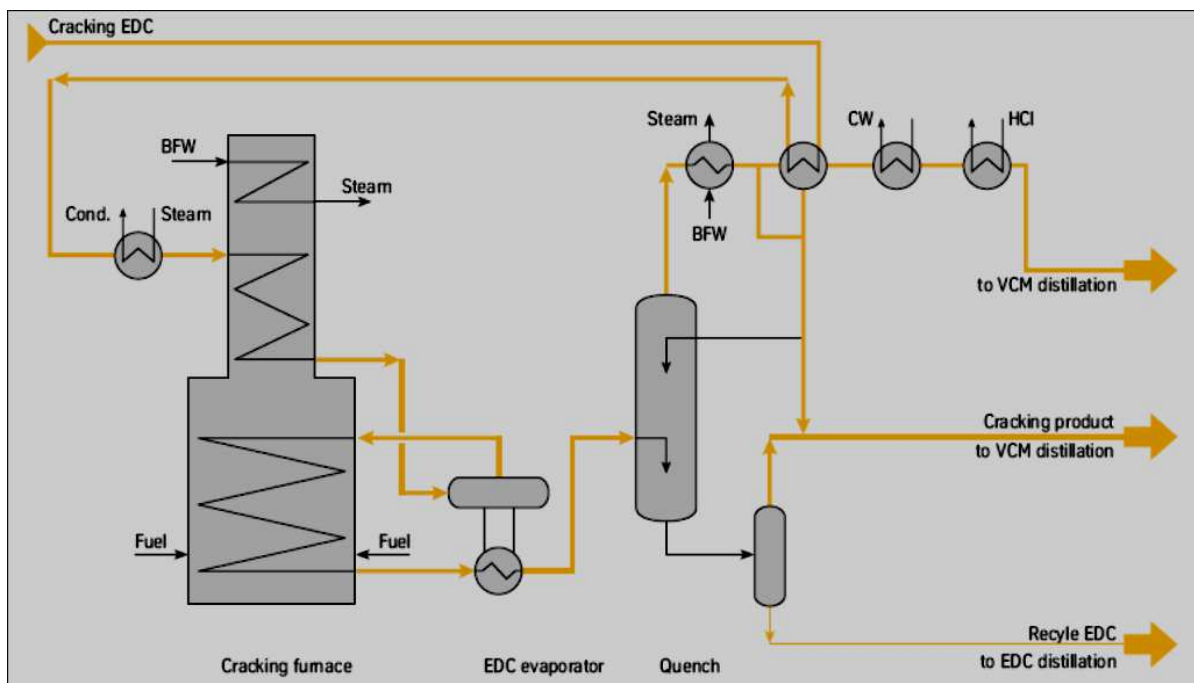 Cracking EDC
Steam
CW
HCl
BFW
Steam
Cond.
Steam
BFW
to VCM distillation
Cracking product
to VCM distillation
Fuel
Fuel
Recyle EDC
to EDC distillation
Cracking furnace
EDC evaporator
Quench